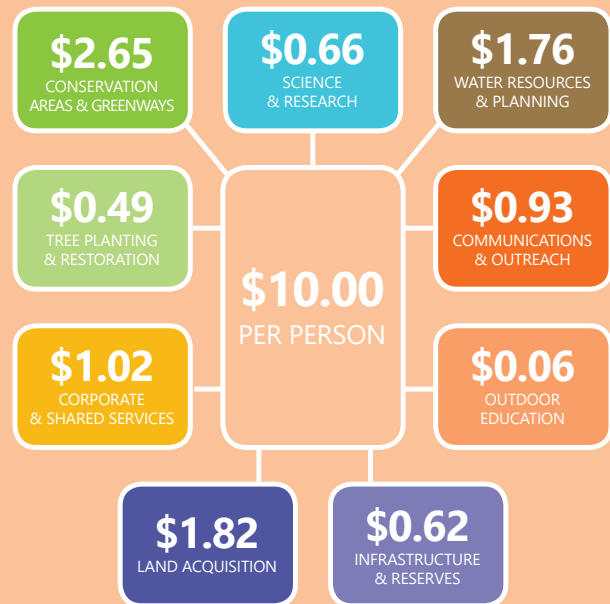 $2.65
CONSERVATION
AREAS & GREENWAYS
$0.66
SCIENCE
& RESEARCH
$1.76
WATER RESOURCES
& PLANNING
$0.49
TREE PLANTING
& RESTORATION
$10.00
PER PERSON
$0.93
COMMUNICATIONS
& OUTREACH
$1.02
CORPORATE
& SHARED SERVICES
$0.06
OUTDOOR
EDUCATION
$1.82
LAND ACQUISITION
$0.62
INFRASTRUCTURE
& RESERVES